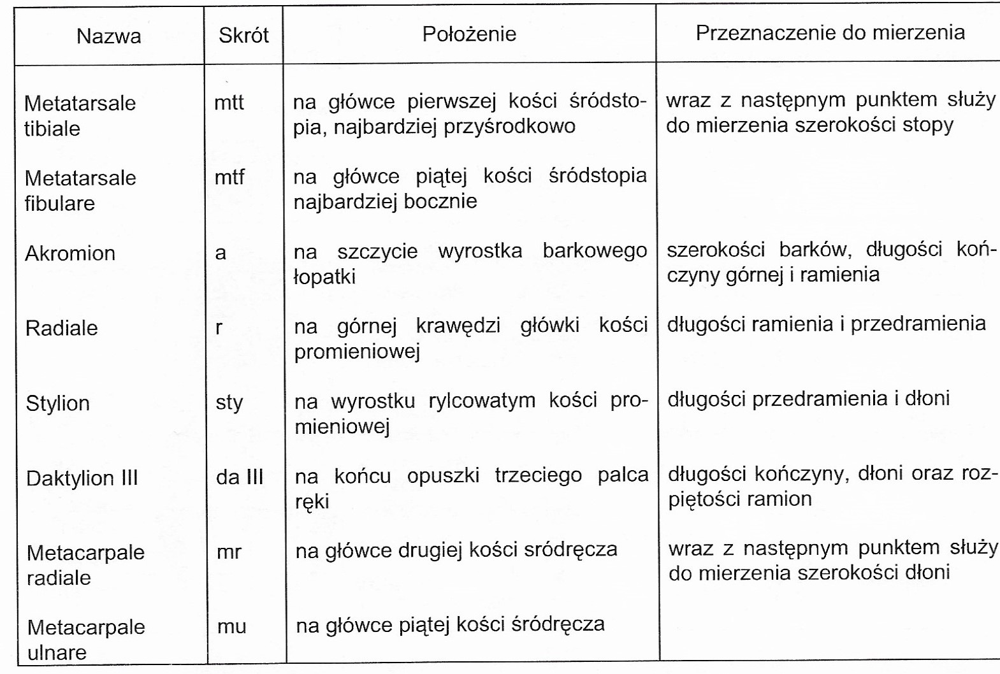 Nazwa Skrót Położenie Przeznaczenie do mierzenia
Metatarsale mtt na główce pierwszej kości śródsto- wraz z następnym punktem służy
tibiale pia, najbardziej przyśrodkowo do mierzenia szerokości stopy
Metatarsale mtf na główce piątej kości śródstopia
fibulare najbardziej bocznie
Akromion a na szczycie wyrostka barkowego szerokości barków, długości koń-
łopatki czyny górnej i ramienia
Radiale r na górnej krawędzi główki kości długości ramienia i przedramienia
promieniowej
Stylion sty na wyrostku rylcowatym kości pro- długości przedramienia i dłoni
mieniowej
Daktylion III da III na końcu opuszki trzeciego palca długości kończyny, dłoni oraz roz-
ręki piętości ramion
Metacarpale mr na główce drugiej kości sródręcza wraz z następnym punktem służy
radiale do mierzenia szerokości dłoni
Metacarpale mu na główce piątej kości śródręcza
ulnare